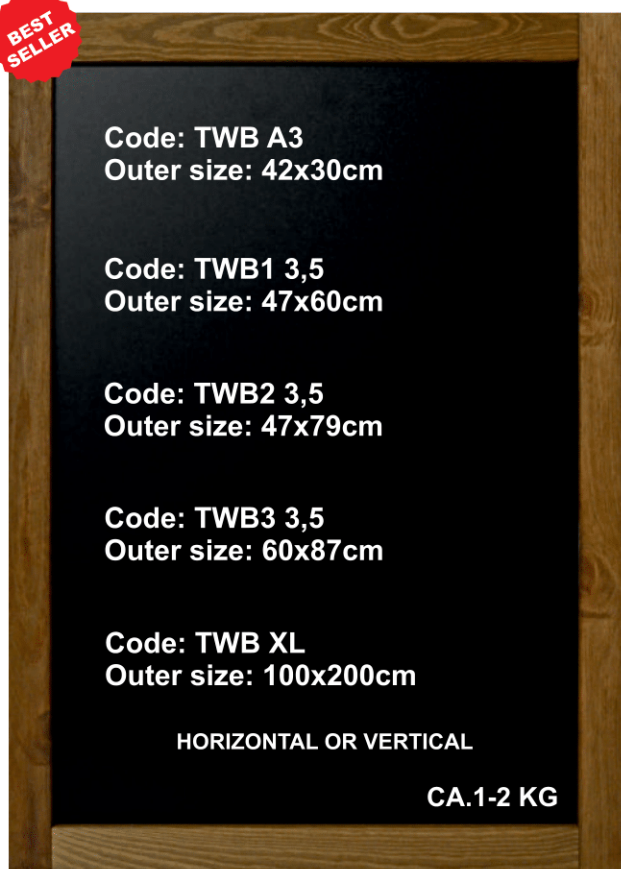 BEST
SELLER
Code: TWB A3
Outer size: 42x30cm
Code: TWB1 3,5
Outer size: 47x60cm
Code: TWB2 3,5
Outer size: 47x79cm
Code: TWB3 3,5
Outer size: 60x87cm
Code: TWB XL
Outer size: 100x200cm
HORIZONTAL OR VERTICAL
CA.1-2 KG